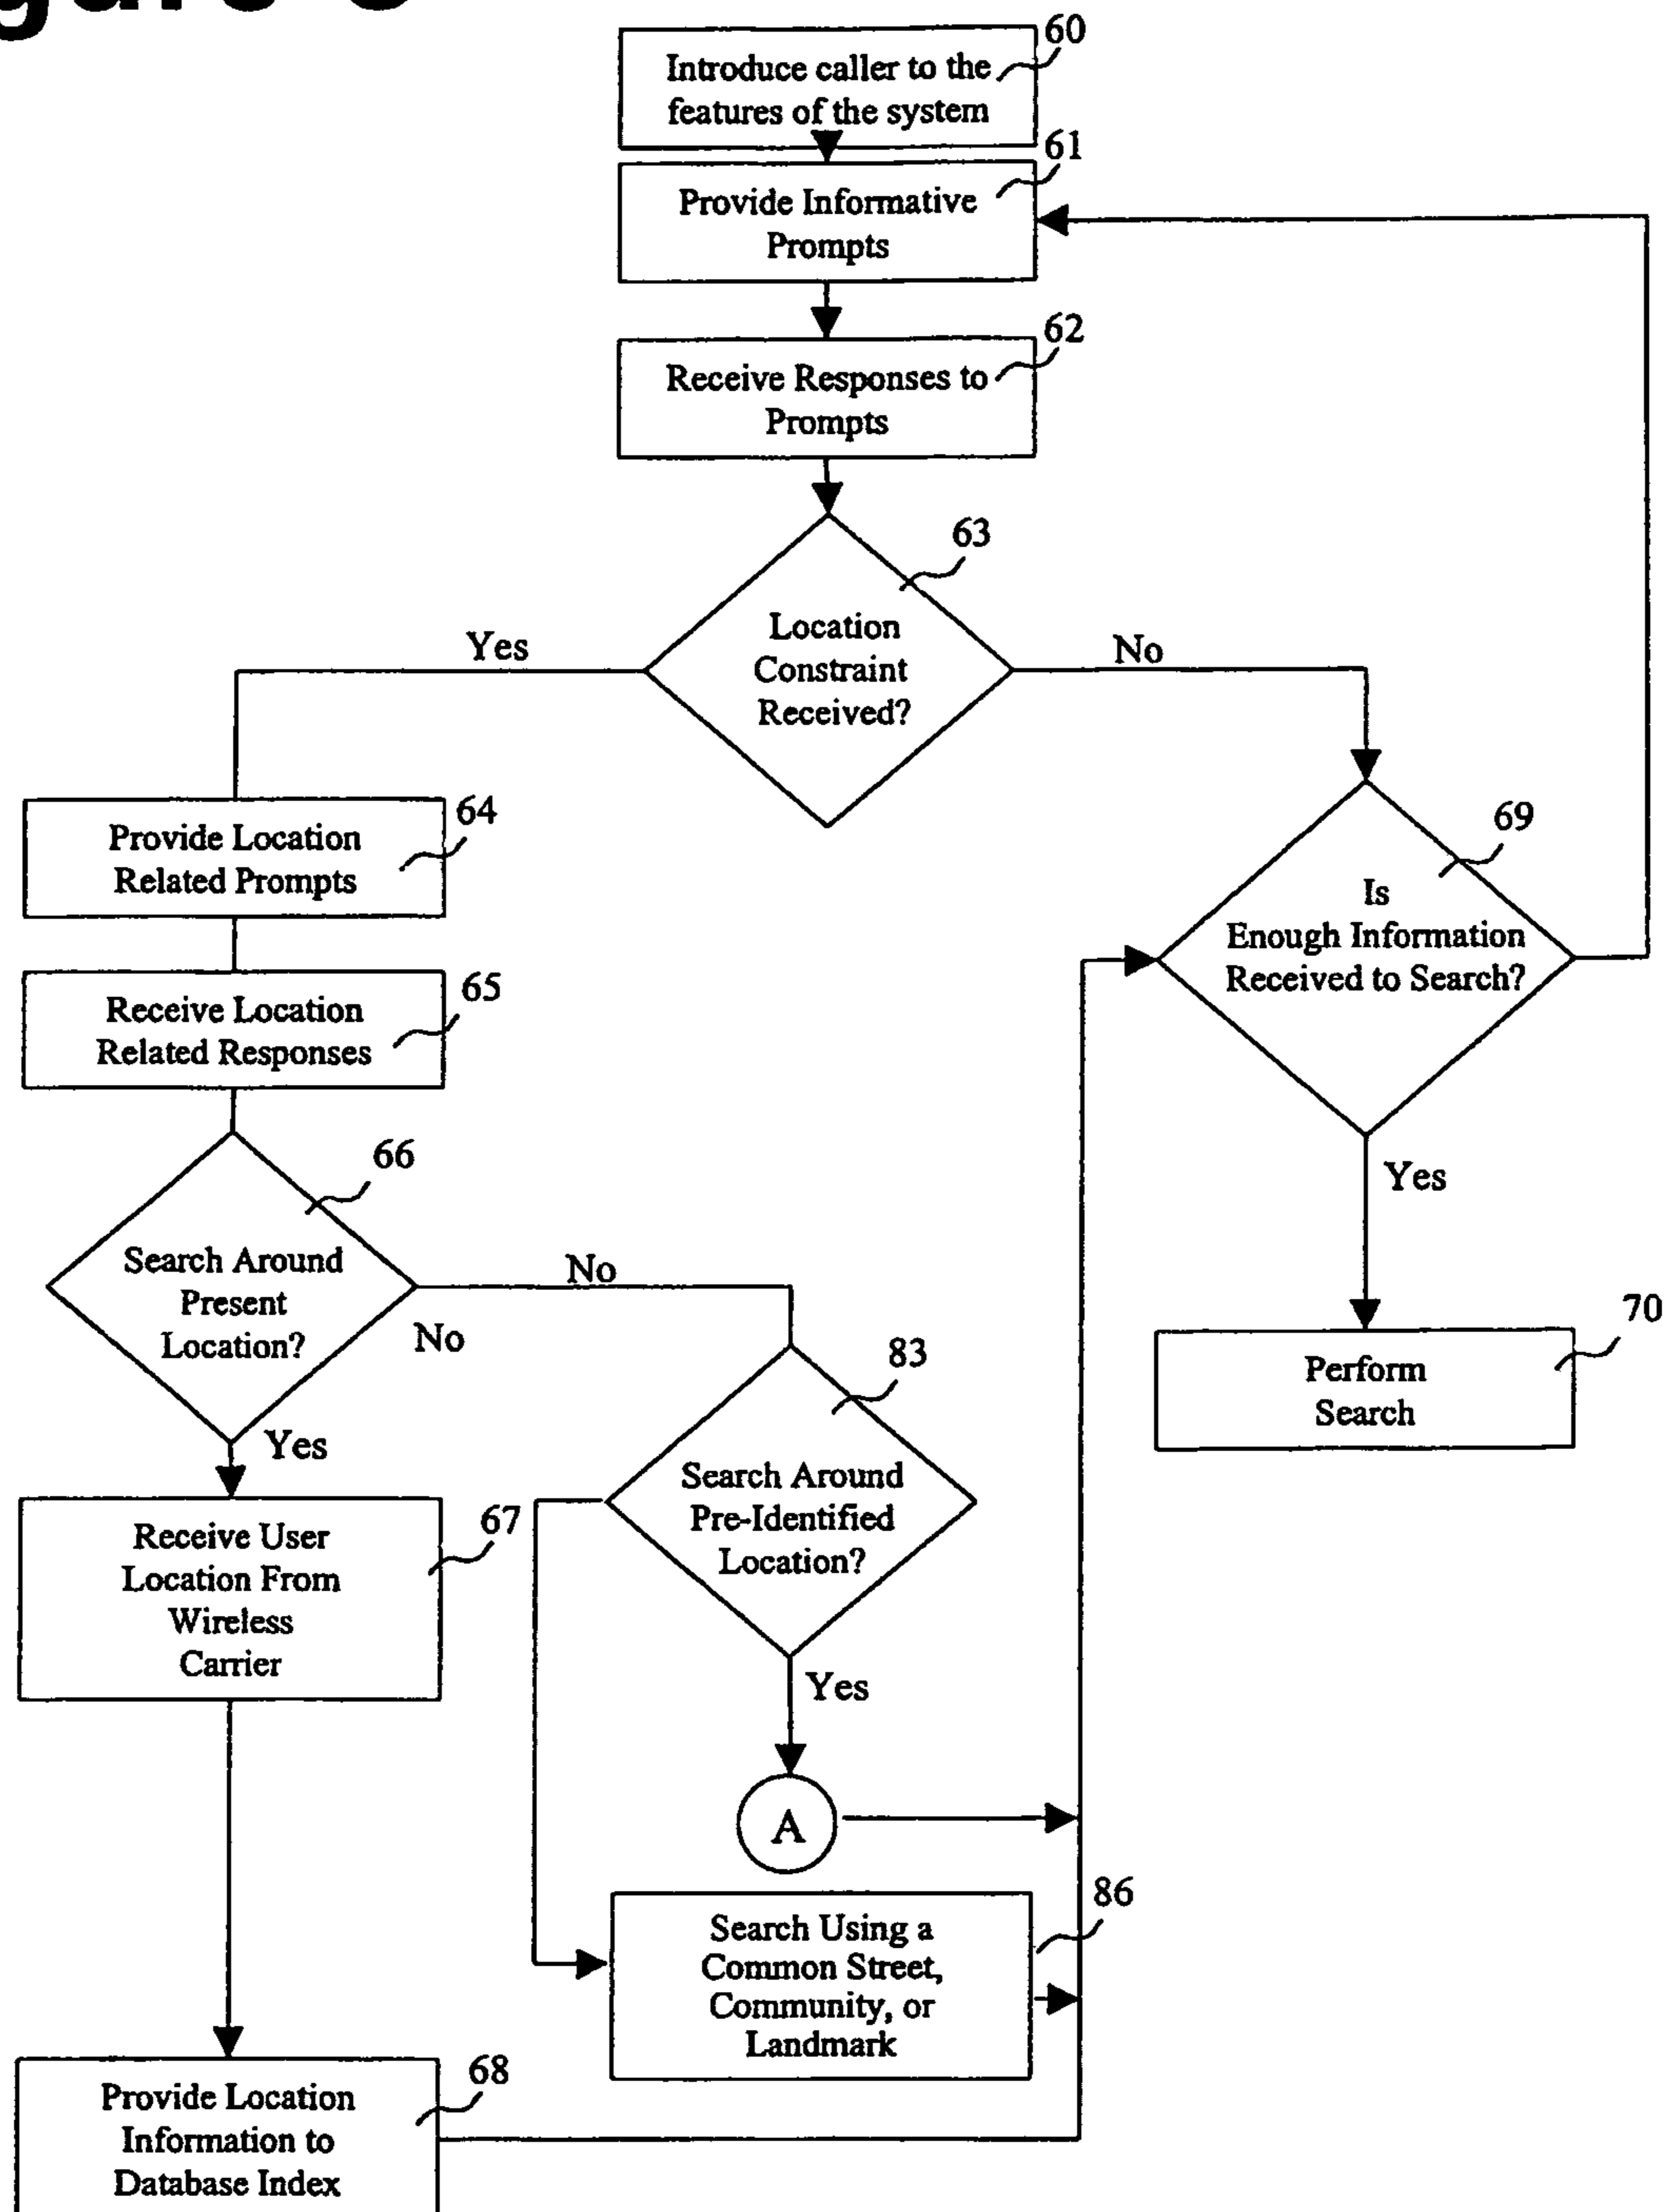 60
Introduce caller to the
features of the system
61
Provide Informative
Prompts
62
Receive Responses to
Prompts
63
Location
Constraint
Received?
Yes
No
64
Provide Location
Related Prompts
69
Is
Enough Information
Received to Search?
65
Receive Location
Related Responses
Yes
66
Search Around
Present
Location?
No
No
Yes
70
Perform
Search
83
Search Around
Pre-Identified
Location?
Yes
67
Receive User
Location From
Wireless
Carrier
A
86
Search Using a
Common Street,
Community, or
Landmark
68
Provide Location
Information to
Database Index